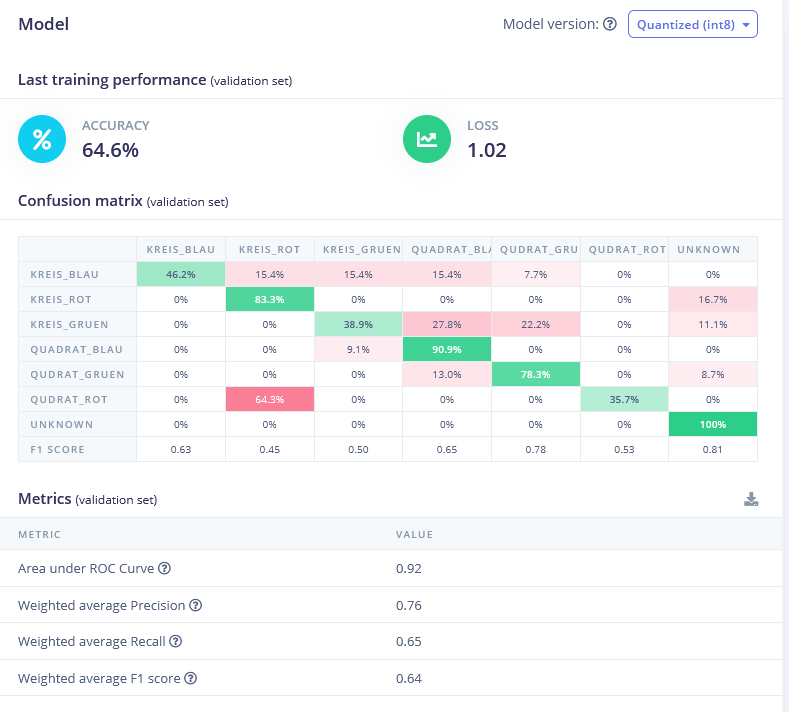 Model
Model version: Quantized (int8)
Last training performance (validation set)
ACCURACY
64.6%
LOSS
1.02
Confusion matrix (validation set)
KREIS_BLAU KREIS_ROT KREIS_GRUEN QUADRAT_BLA QUDRAT_GRU QUDRAT_ROT UNKNOWN
KREIS_BLAU 46.2% 15.4% 15.4% 15.4% 7.7% 0% 0%
KREIS_ROT 0% 83.3% 0% 0% 0% 0% 16.7%
KREIS_GRUEN 0% 0% 38.9% 27.8% 22.2% 0% 11.1%
QUADRAT_BLAU 0% 0% 9.1% 90.9% 0% 0% 0%
QUDRAT_GRUEN 0% 0% 0% 13.0% 78.3% 0% 8.7%
QUDRAT_ROT 0% 64.3% 0% 0% 0% 35.7% 0%
UNKNOWN 0% 0% 0% 0% 0% 0% 100%
F1 SCORE 0.63 0.45 0.50 0.65 0.78 0.53 0.81
Metrics (validation set)
METRIC VALUE
Area under ROC Curve 0.92
Weighted average Precision 0.76
Weighted average Recall 0.65
Weighted average F1 score 0.64